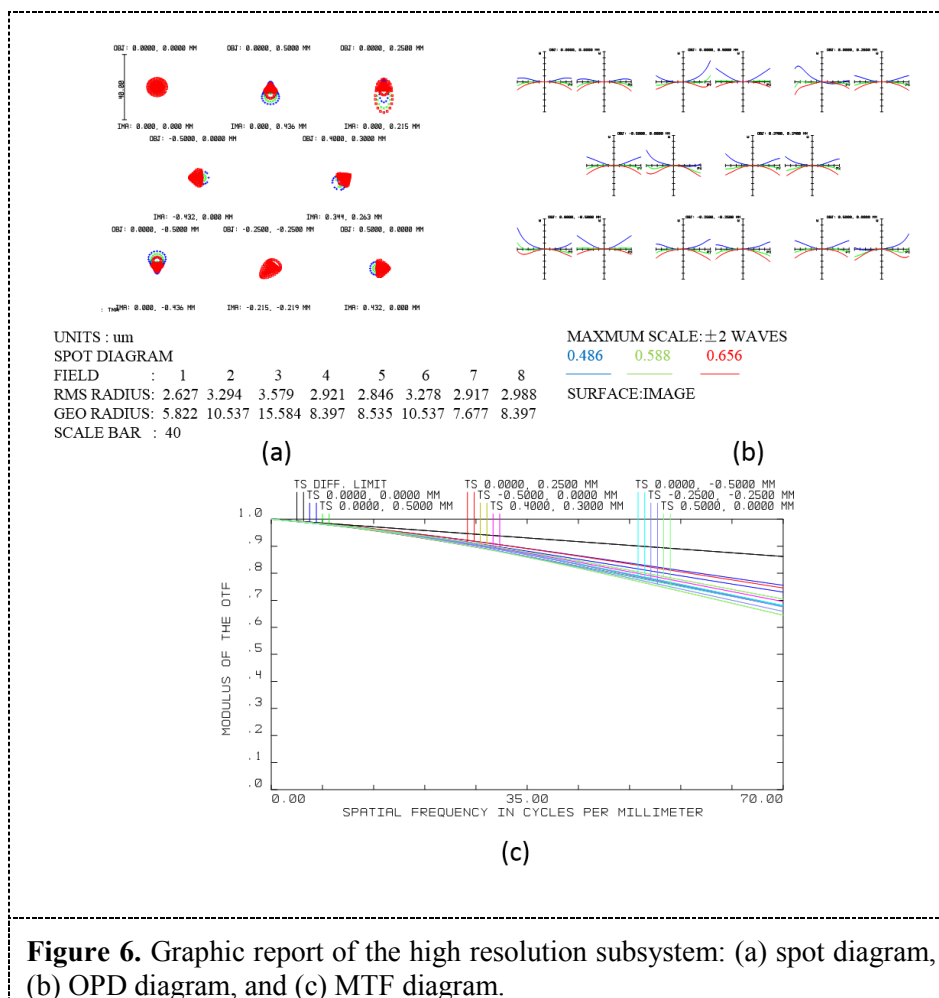 OBJ: 0.0000, 0.0000 MM
OBJ: 0.0000, 0.5000 MM
OBJ: 0.0000, 0.2500 MM
40.00
IMA: 0.000, 0.000 MM
IMA: 0.000, 0.436 MM
IMA: 0.000, 0.215 MM
OBJ: -0.5000, 0.0000 MM
OBJ: 0.4000, 0.3000 MM
IMA: -0.432, 0.000 MM
IMA: 0.344, 0.263 MM
OBJ: 0.0000, -0.5000 MM
OBJ: -0.2500, -0.2500 MM
OBJ: 0.5000, 0.0000 MM
IMA: 0.000, -0.436 MM
IMA: -0.215, -0.219 MM
IMA: 0.432, 0.000 MM
UNITS : um
SPOT DIAGRAM
FIELD : 1 2 3 4 5 6 7 8
RMS RADIUS: 2.627 3.294 3.579 2.921 2.846 3.278 2.917 2.988
GEO RADIUS: 5.822 10.537 15.584 8.397 8.535 10.537 7.677 8.397
SCALE BAR : 40
MAXMUM SCALE: ±2 WAVES
0.486 0.588 0.656
SURFACE:IMAGE
(a)
(b)
TS DIFF. LIMIT
TS 0.0000, 0.0000 MM
TS 0.0000, 0.5000 MM
TS 0.0000, 0.2500 MM
TS -0.5000, 0.0000 MM
TS 0.4000, 0.3000 MM
TS 0.0000, -0.5000 MM
TS -0.2500, -0.2500 MM
TS 0.5000, 0.0000 MM
1.0
.9
.8
.7
.6
.5
.4
.3
.2
.1
.0
MODULUS OF THE OTF
0.00 35.00 70.00
SPATIAL FREQUENCY IN CYCLES PER MILLIMETER
(c)
Figure 6. Graphic report of the high resolution subsystem: (a) spot diagram,
(b) OPD diagram, and (c) MTF diagram.